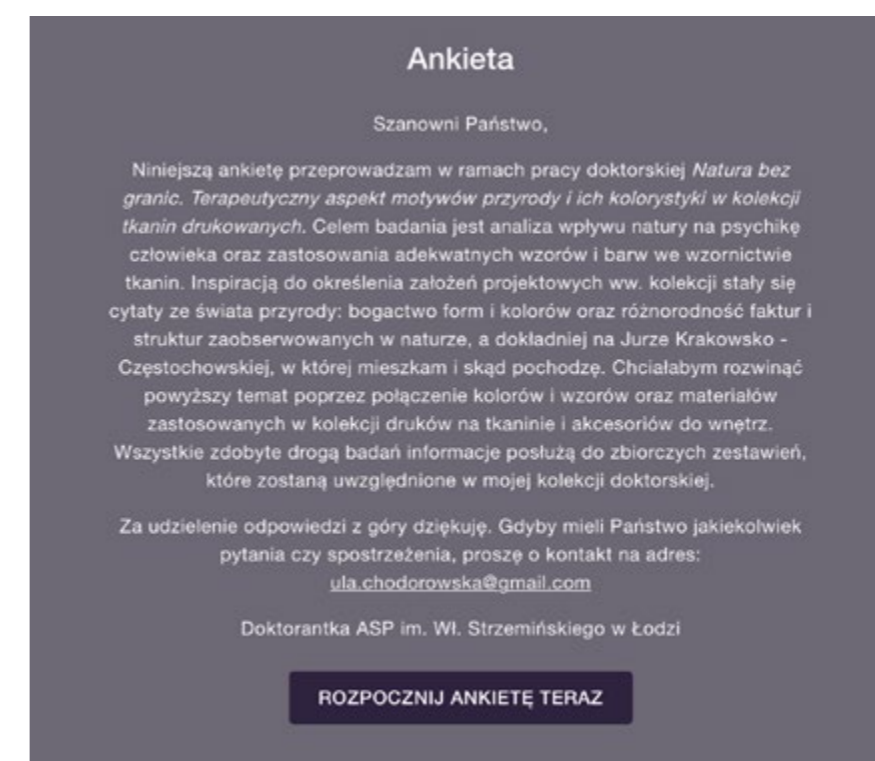 Ankieta
Szanowni Państwo,
Niniejszą ankietę przeprowadzam w ramach pracy doktorskiej Natura bez
granic. Terapeutyczny aspekt motywów przyrody i ich kolorystyki w kolekcji
tkanin drukowanych. Celem badania jest analiza wpływu natury na psychikę
człowieka oraz zastosowania adekwatnych wzorów i barw we wzornictwie
tkanin. Inspiracją do określenia założeń projektowych ww. kolekcji stały się
cytaty ze świata przyrody: bogactwo form i kolorów oraz różnorodność faktur i
struktur zaobserwowanych w naturze, a dokładniej na Jurze Krakowsko -
Częstochowskiej, w której mieszkam i skąd pochodzę. Chciałabym rozwinąć
powyższy temat poprzez połączenie kolorów i wzorów oraz materiałów
zastosowanych w kolekcji druków na tkaninie i akcesoriów do wnętrz.
Wszystkie zdobyte drogą badań informacje posłużą do zbiorczych zestawień,
które zostaną uwzględnione w mojej kolekcji doktorskiej.
Za udzielenie odpowiedzi z góry dziękuję. Gdyby mieli Państwo jakiekolwiek
pytania czy spostrzeżenia, proszę o kontakt na adres:
ula.chodorowska@gmail.com
Doktorantka ASP im. Wł. Strzemińskiego w Łodzi
ROZPOCZNIJ ANKIETĘ TERAZ